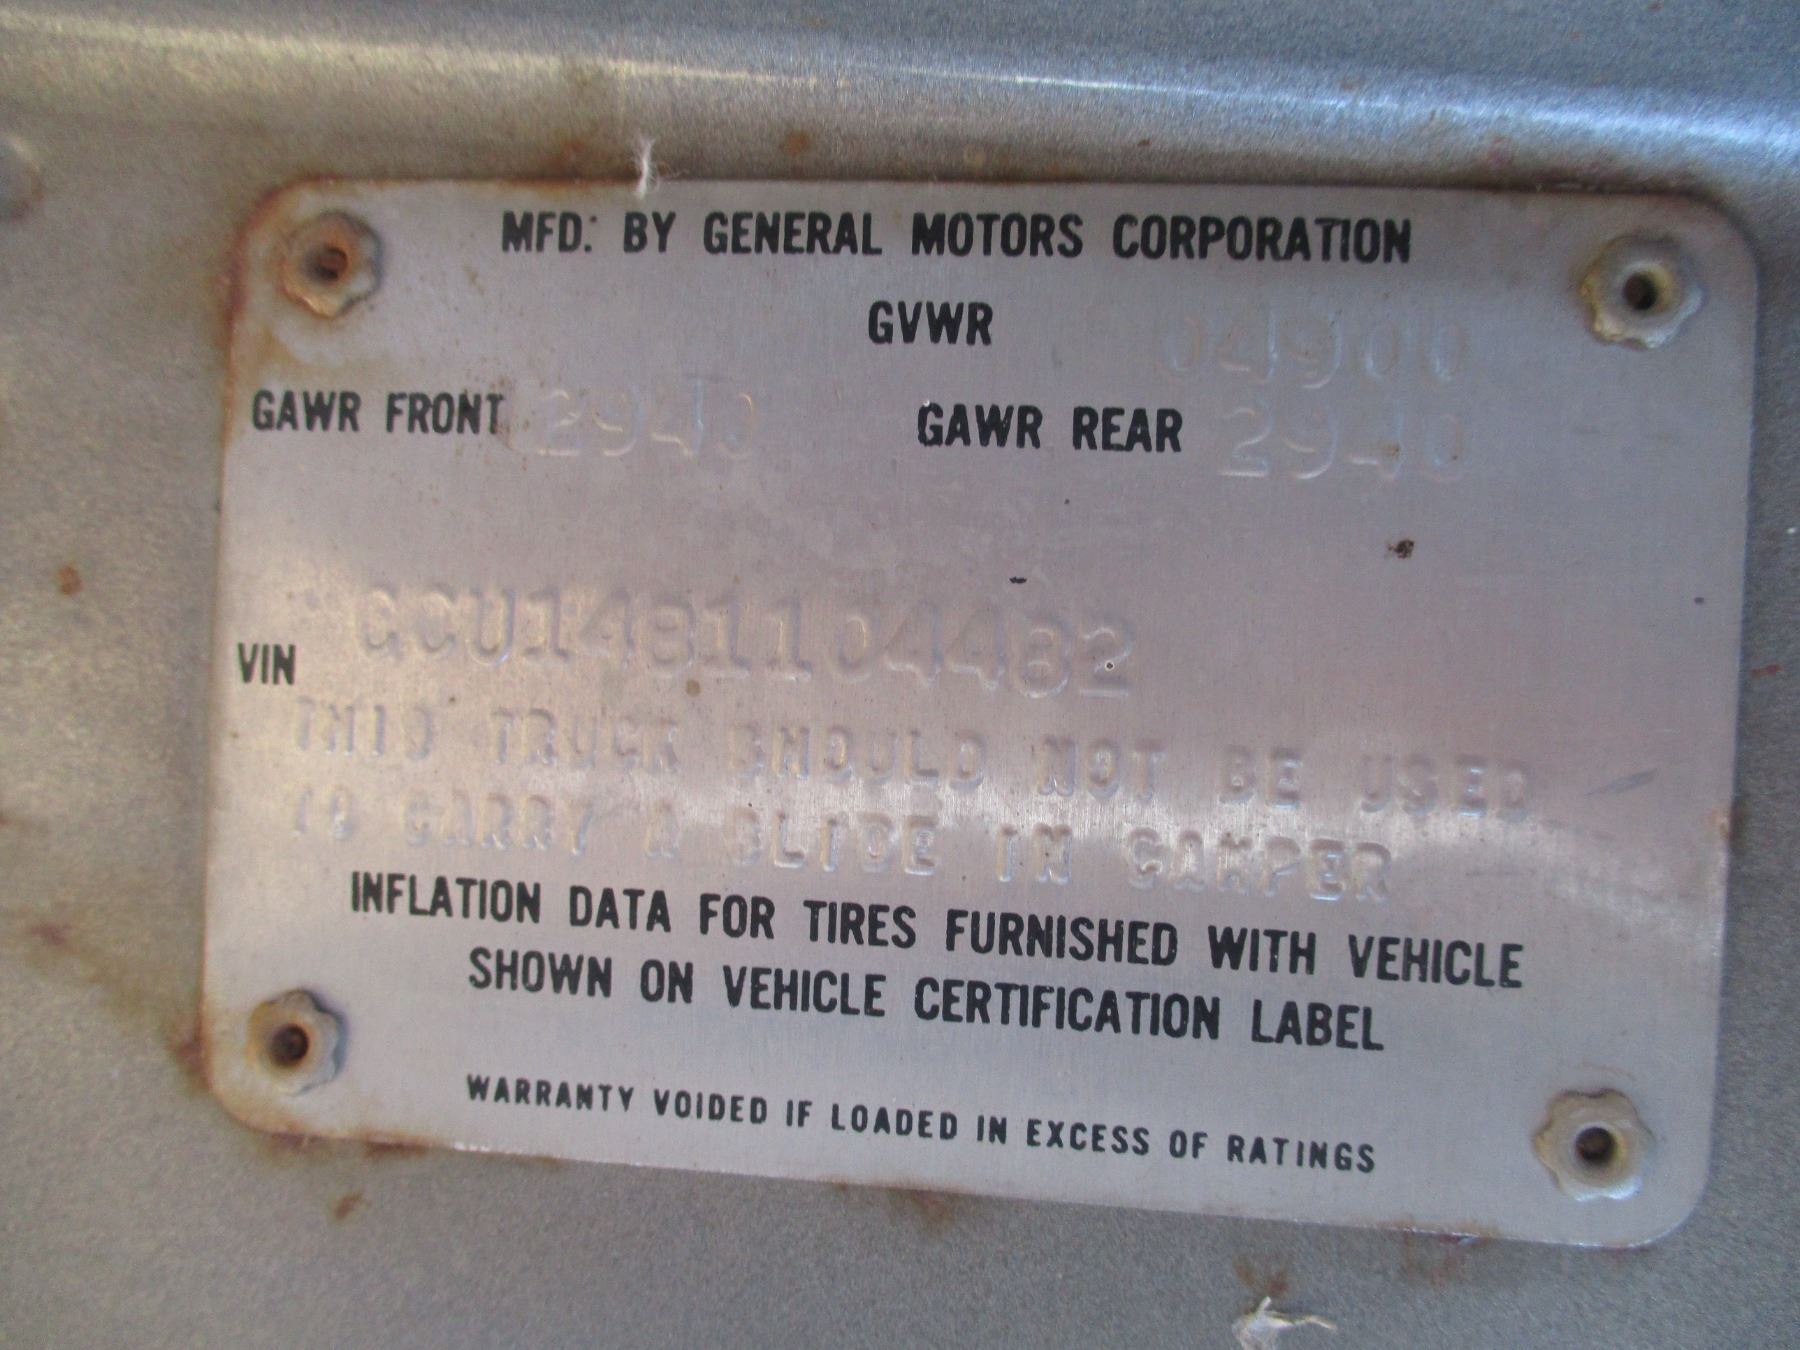 MFD. BY GENERAL MOTORS CORPORATION
GVWR 04900
GAWR FRONT 2940 GAWR REAR 2940
VIN CCU1481104482
THIS TRUCK SHOULD NOT BE USED
TO CARRY A SLIDE IN CAMPER
INFLATION DATA FOR TIRES FURNISHED WITH VEHICLE
SHOWN ON VEHICLE CERTIFICATION LABEL
WARRANTY VOIDED IF LOADED IN EXCESS OF RATINGS